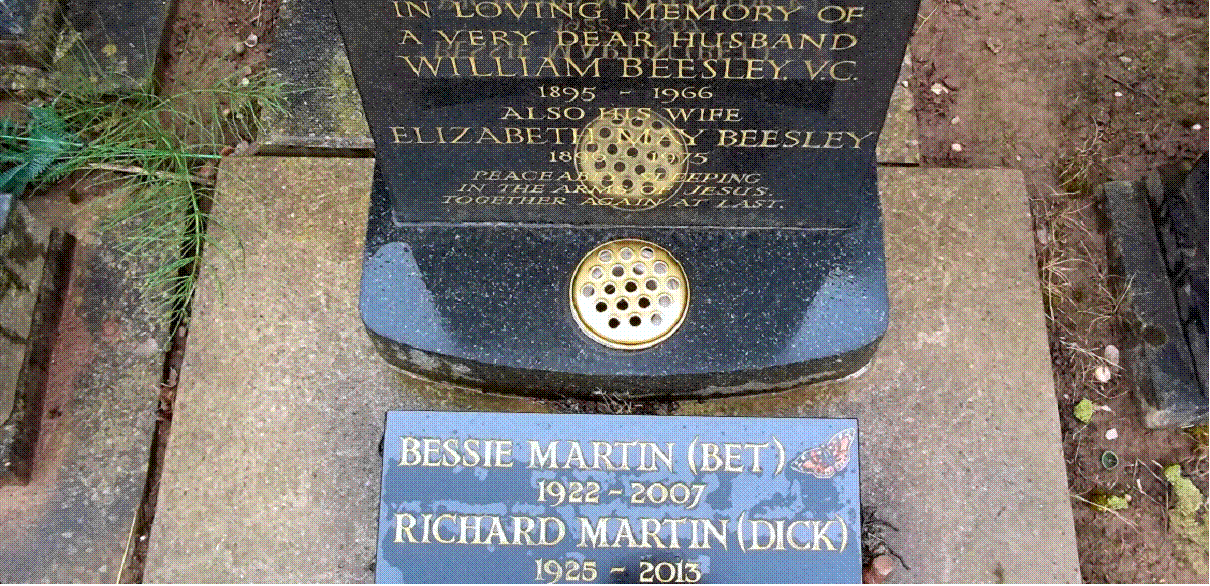 IN LOVING MEMORY OF
A VERY DEAR HUSBAND
WILLIAM BEESLEY. V.C.
1895 ~ 1966
ALSO HIS WIFE
ELIZABETH MAY BEESLEY
1975
IN THE ARMS OF JESUS.
TOGETHER AGAIN AT LAST.
BESSIE MARTIN (BET)
1922 ~ 2007
RICHARD MARTIN (DICK)
1925 ~ 2013